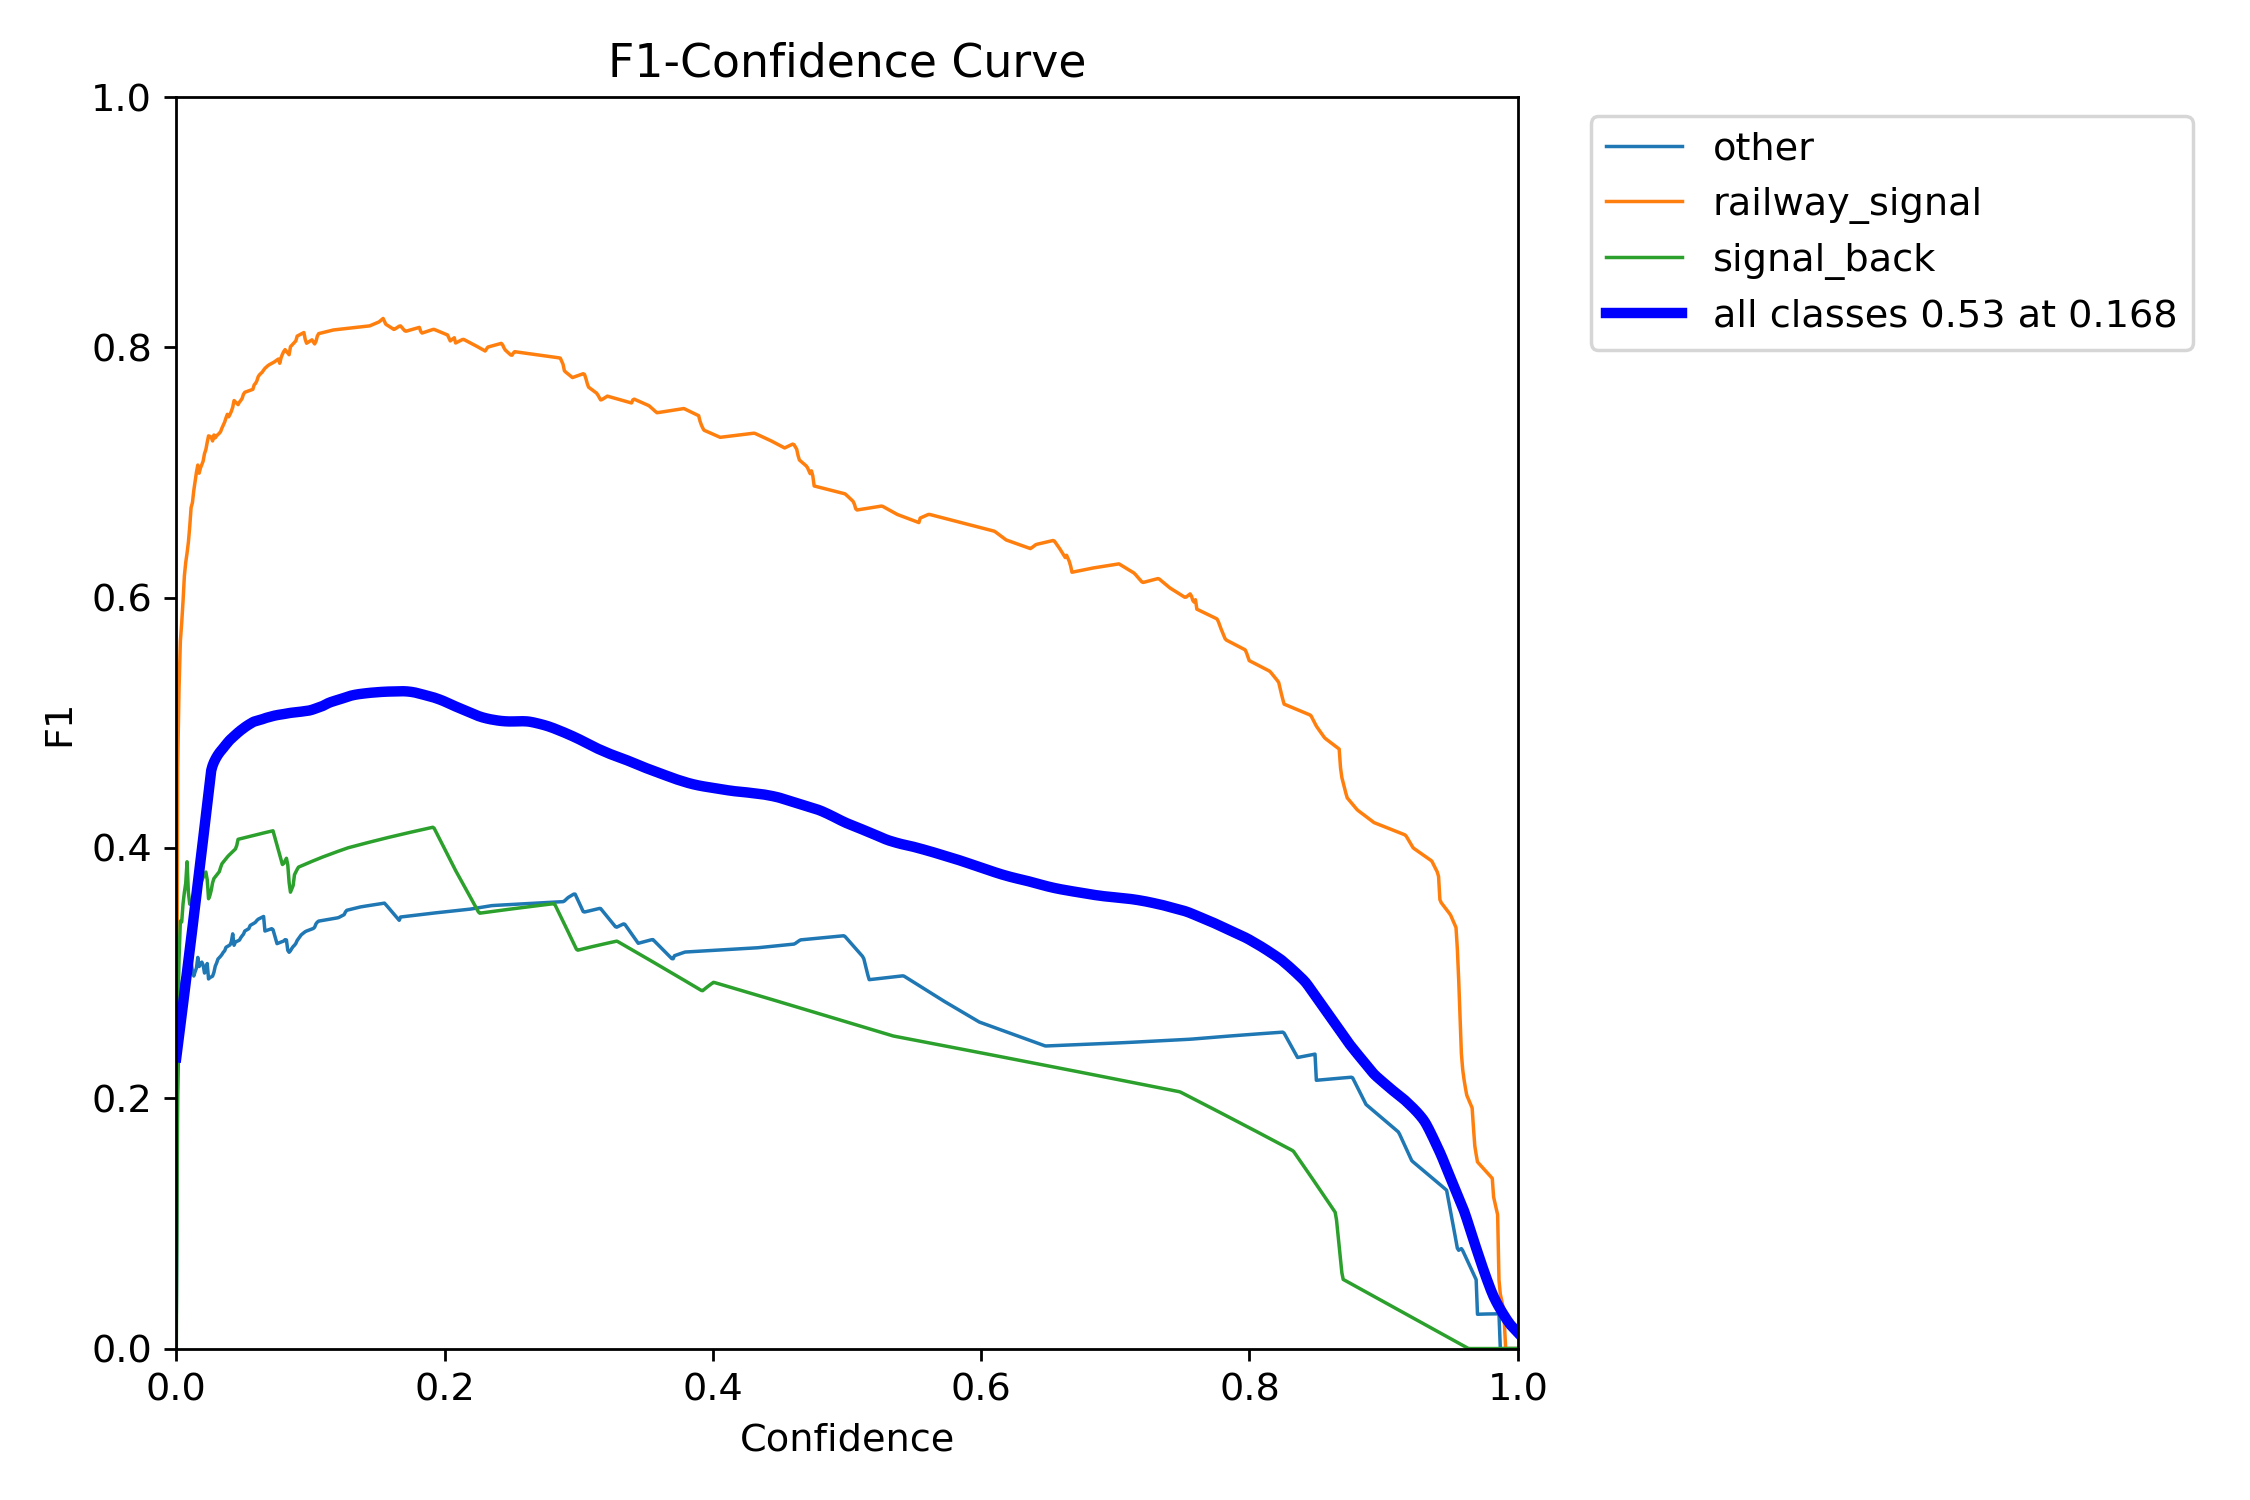 F1-Confidence Curve
1.0
0.8
0.6
0.4
0.2
0.0
F1
0.0 0.2 0.4 0.6 0.8 1.0
Confidence
other
railway_signal
signal_back
all classes 0.53 at 0.168